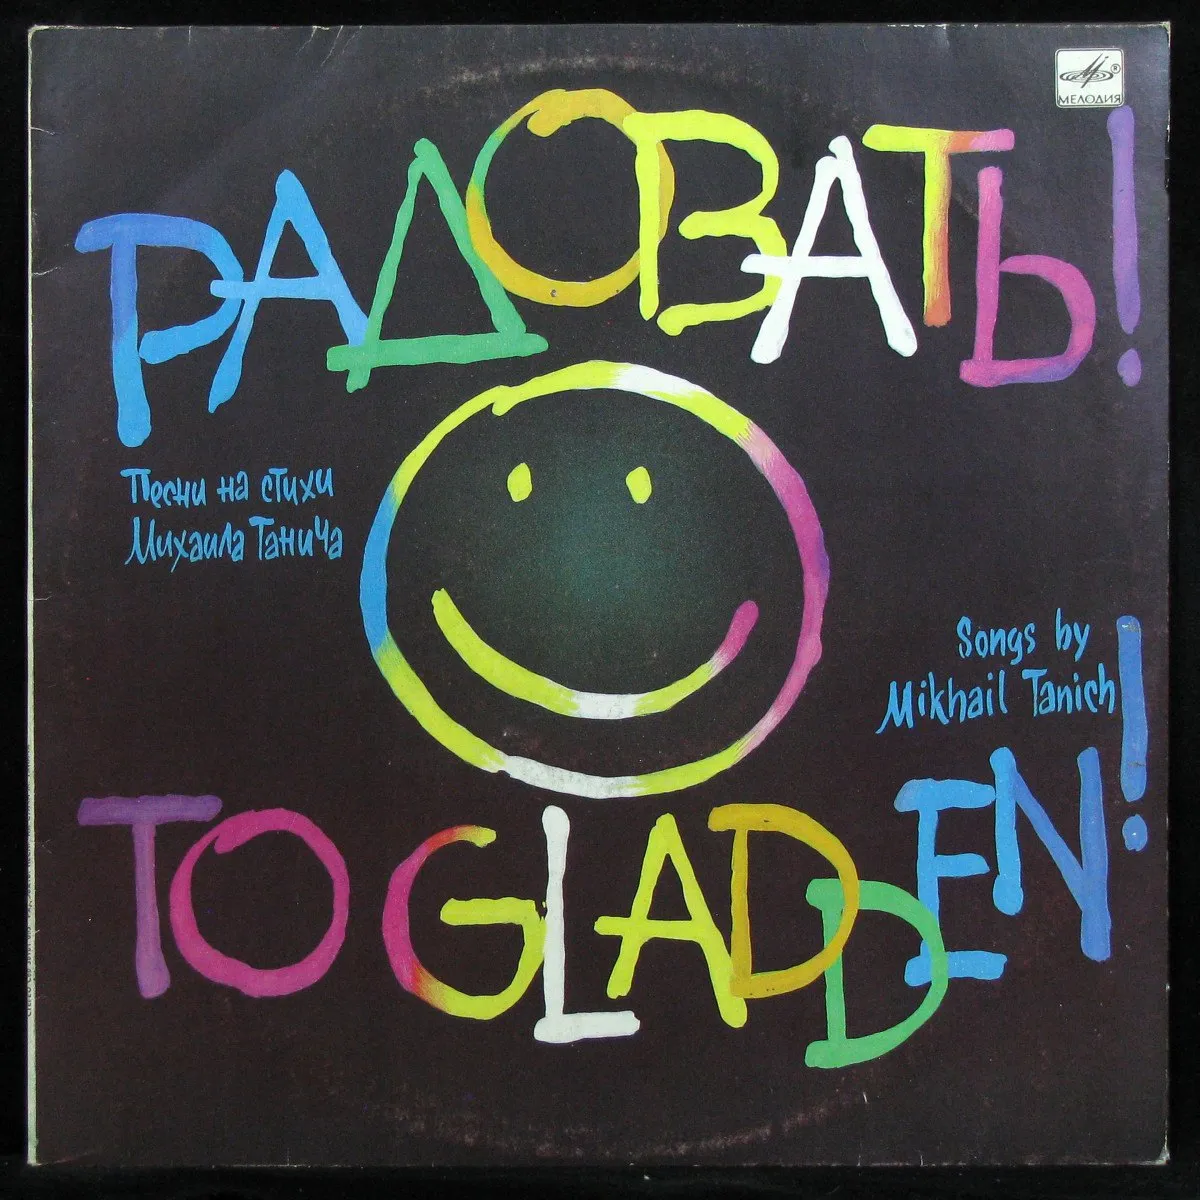 МЕЛОДИЯ
РАДОВАТЬ!
Песни на стихи
Михаила Танича
Songs by
Mikhail Tanich
TO GLADDEN!